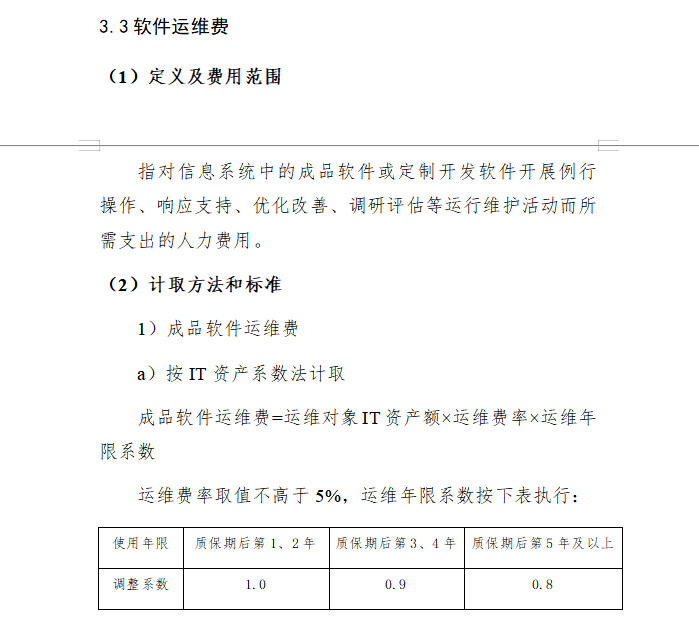 3.3软件运维费
（1）定义及费用范围
指对信息系统中的成品软件或定制开发软件开展例行
操作、响应支持、优化改善、调研评估等运行维护活动而所
需支出的人力费用。
（2）计取方法和标准
1）成品软件运维费
a）按 IT 资产系数法计取
成品软件运维费=运维对象 IT 资产额×运维费率×运维年
限系数
运维费率取值不高于 5%，运维年限系数按下表执行：
使用年限 质保期后第 1、2 年 质保期后第 3、4 年 质保期后第 5 年及以上
调整系数 1.0 0.9 0.8